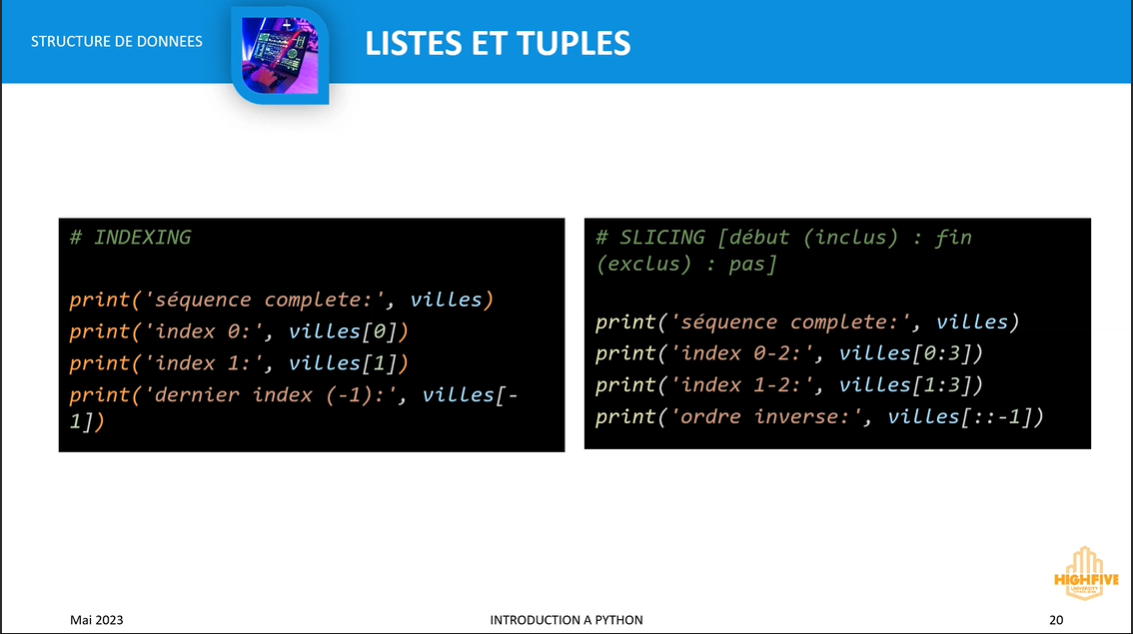 STRUCTURE DE DONNEES
LISTES ET TUPLES
# INDEXING
print('séquence complete:', villes)
print('index 0:', villes[0])
print('index 1:', villes[1])
print('dernier index (-1):', villes[-
1])
# SLICING [début (inclus) : fin
(exclus) : pas]
print('séquence complete:', villes)
print('index 0-2:', villes[0:3])
print('index 1-2:', villes[1:3])
print('ordre inverse:', villes[::-1])
HIGHFIVE
UNIVERSITY
Mai 2023
INTRODUCTION A PYTHON
20